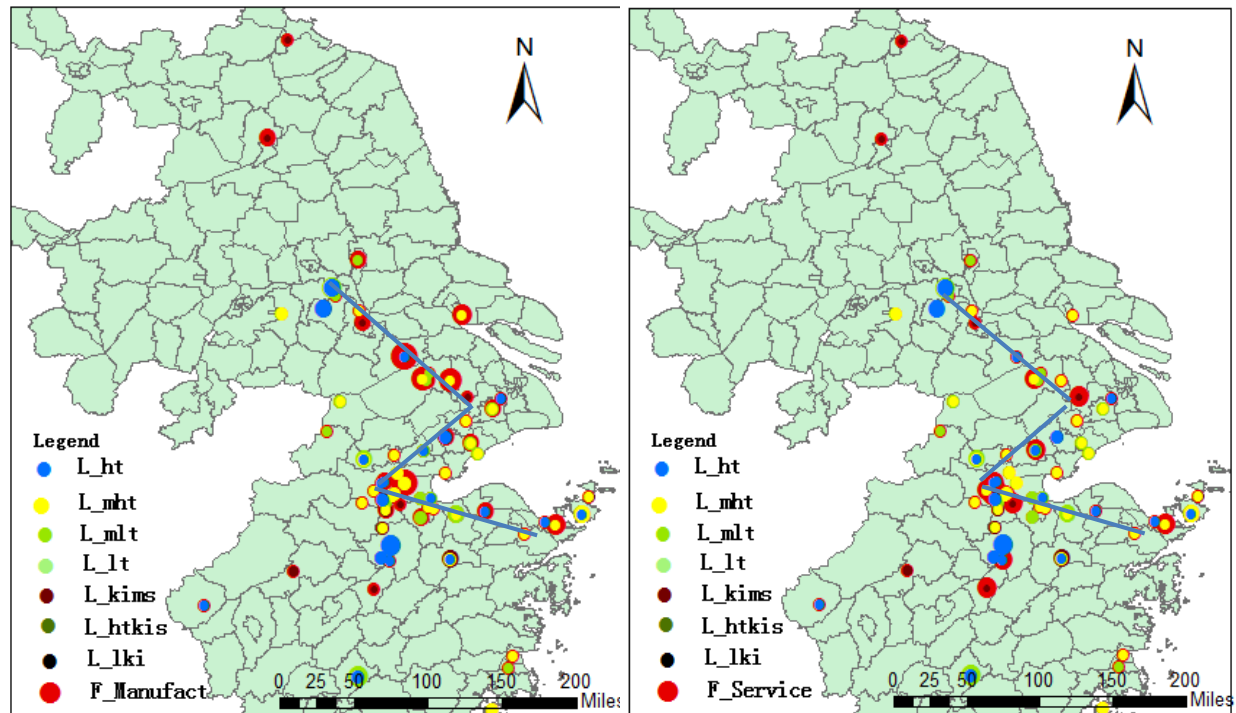 N
Legend
L_ht
L_mht
L_mlt
L_lt
L_kims
L_htkis
L_lki
F_Manufact
0 25 50 100 150 200
Miles
N
Legend
L_ht
L_mht
L_mlt
L_lt
L_kims
L_htkis
L_lki
F_Service
0 25 50 100 150 200
Miles